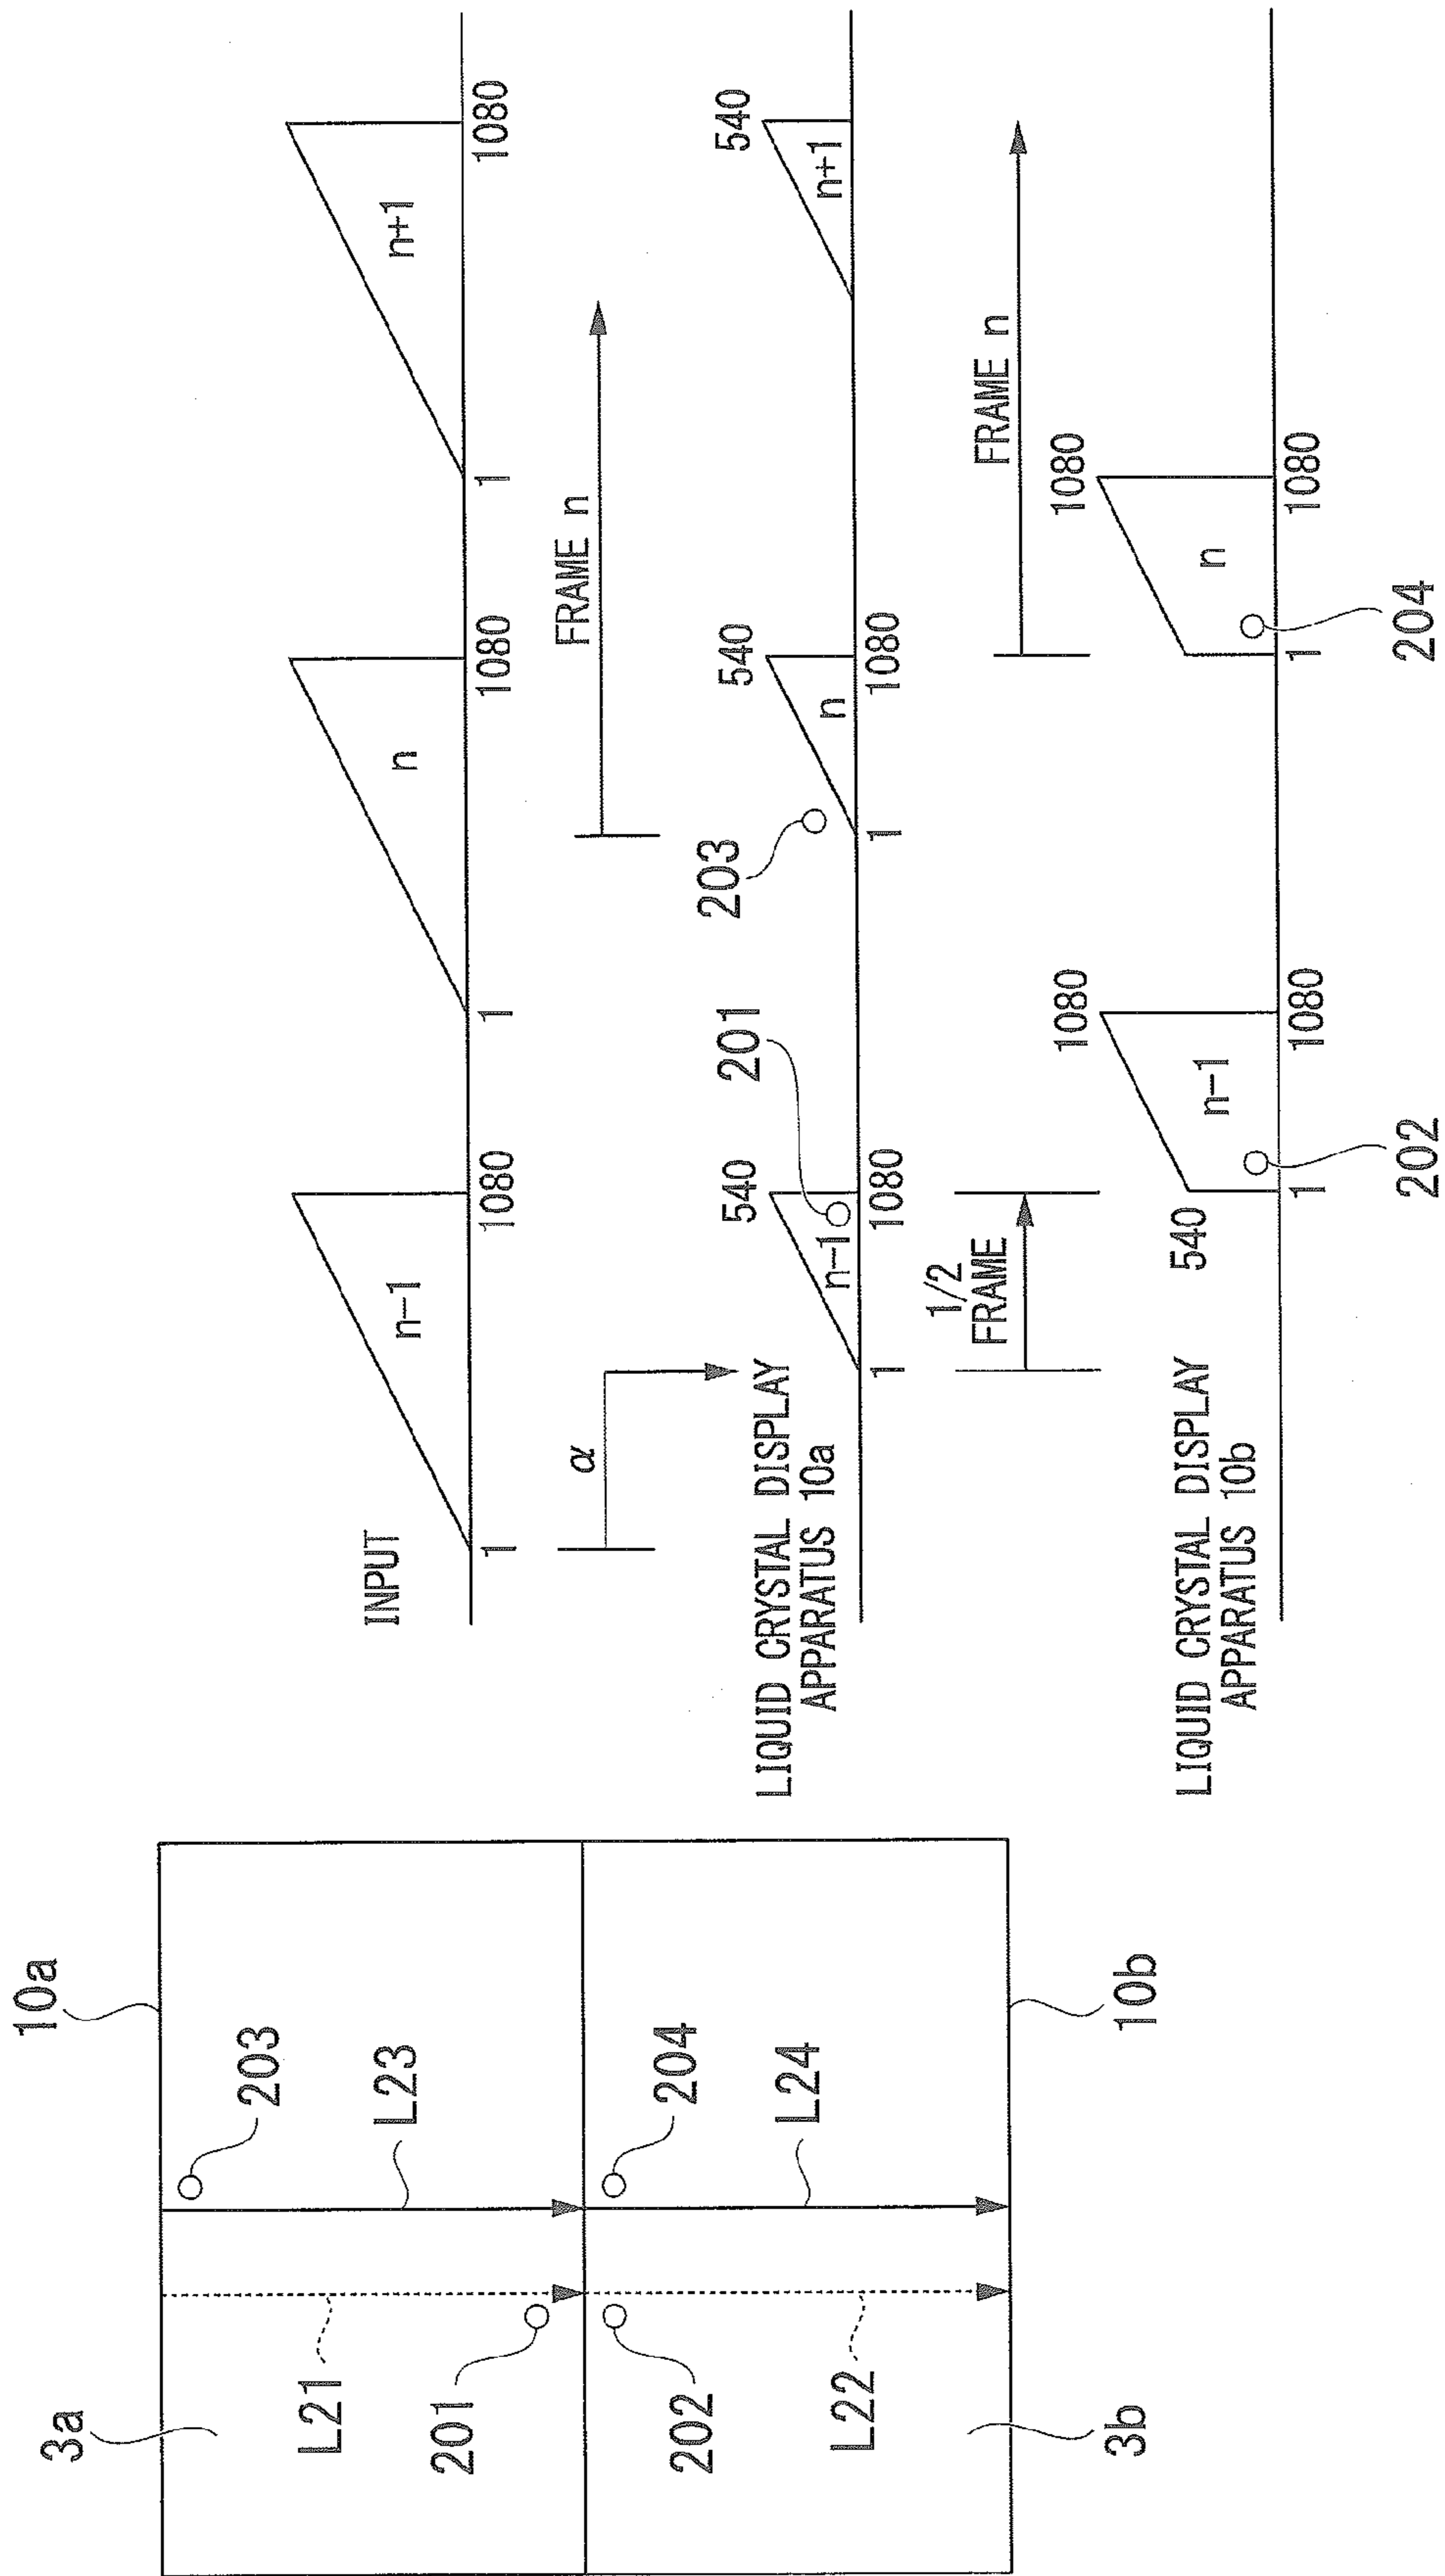 10a
3a
203
L23
L21
201
204
202
L24
L22
3b
10b
INPUT
n-1
n
n+1
1
1080
1
1080
1
1080
α
FRAME n
LIQUID CRYSTAL DISPLAY
APPARATUS 10a
540
201
203
540
540
n-1
n
n+1
1
1080
1
1080
1/2
FRAME
FRAME n
LIQUID CRYSTAL DISPLAY
APPARATUS 10b
540
1080
1080
n-1
n
1
1080
1
1080
202
204